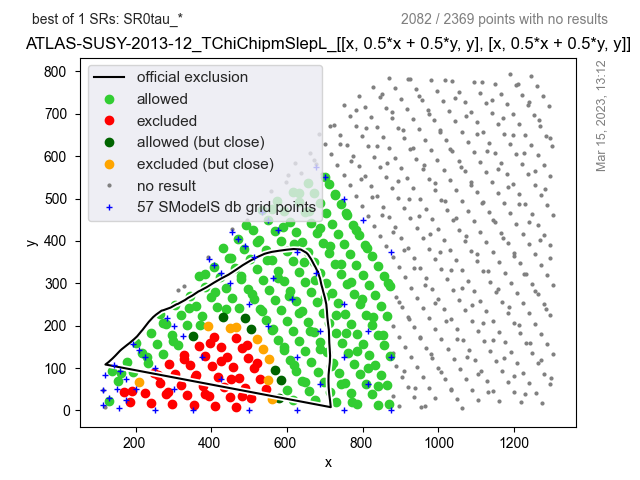 best of 1 SRs: SR0tau_*
2082 / 2369 points with no results
ATLAS-SUSY-2013-12_TChiChipmSlepL_[[x, 0.5*x + 0.5*y, y], [x, 0.5*x + 0.5*y, y]]
official exclusion
allowed
excluded
allowed (but close)
excluded (but close)
no result
57 SModelS db grid points
Mar 15, 2023, 13:12
y
800
700
600
500
400
300
200
100
0
200
400
600
800
1000
1200
x